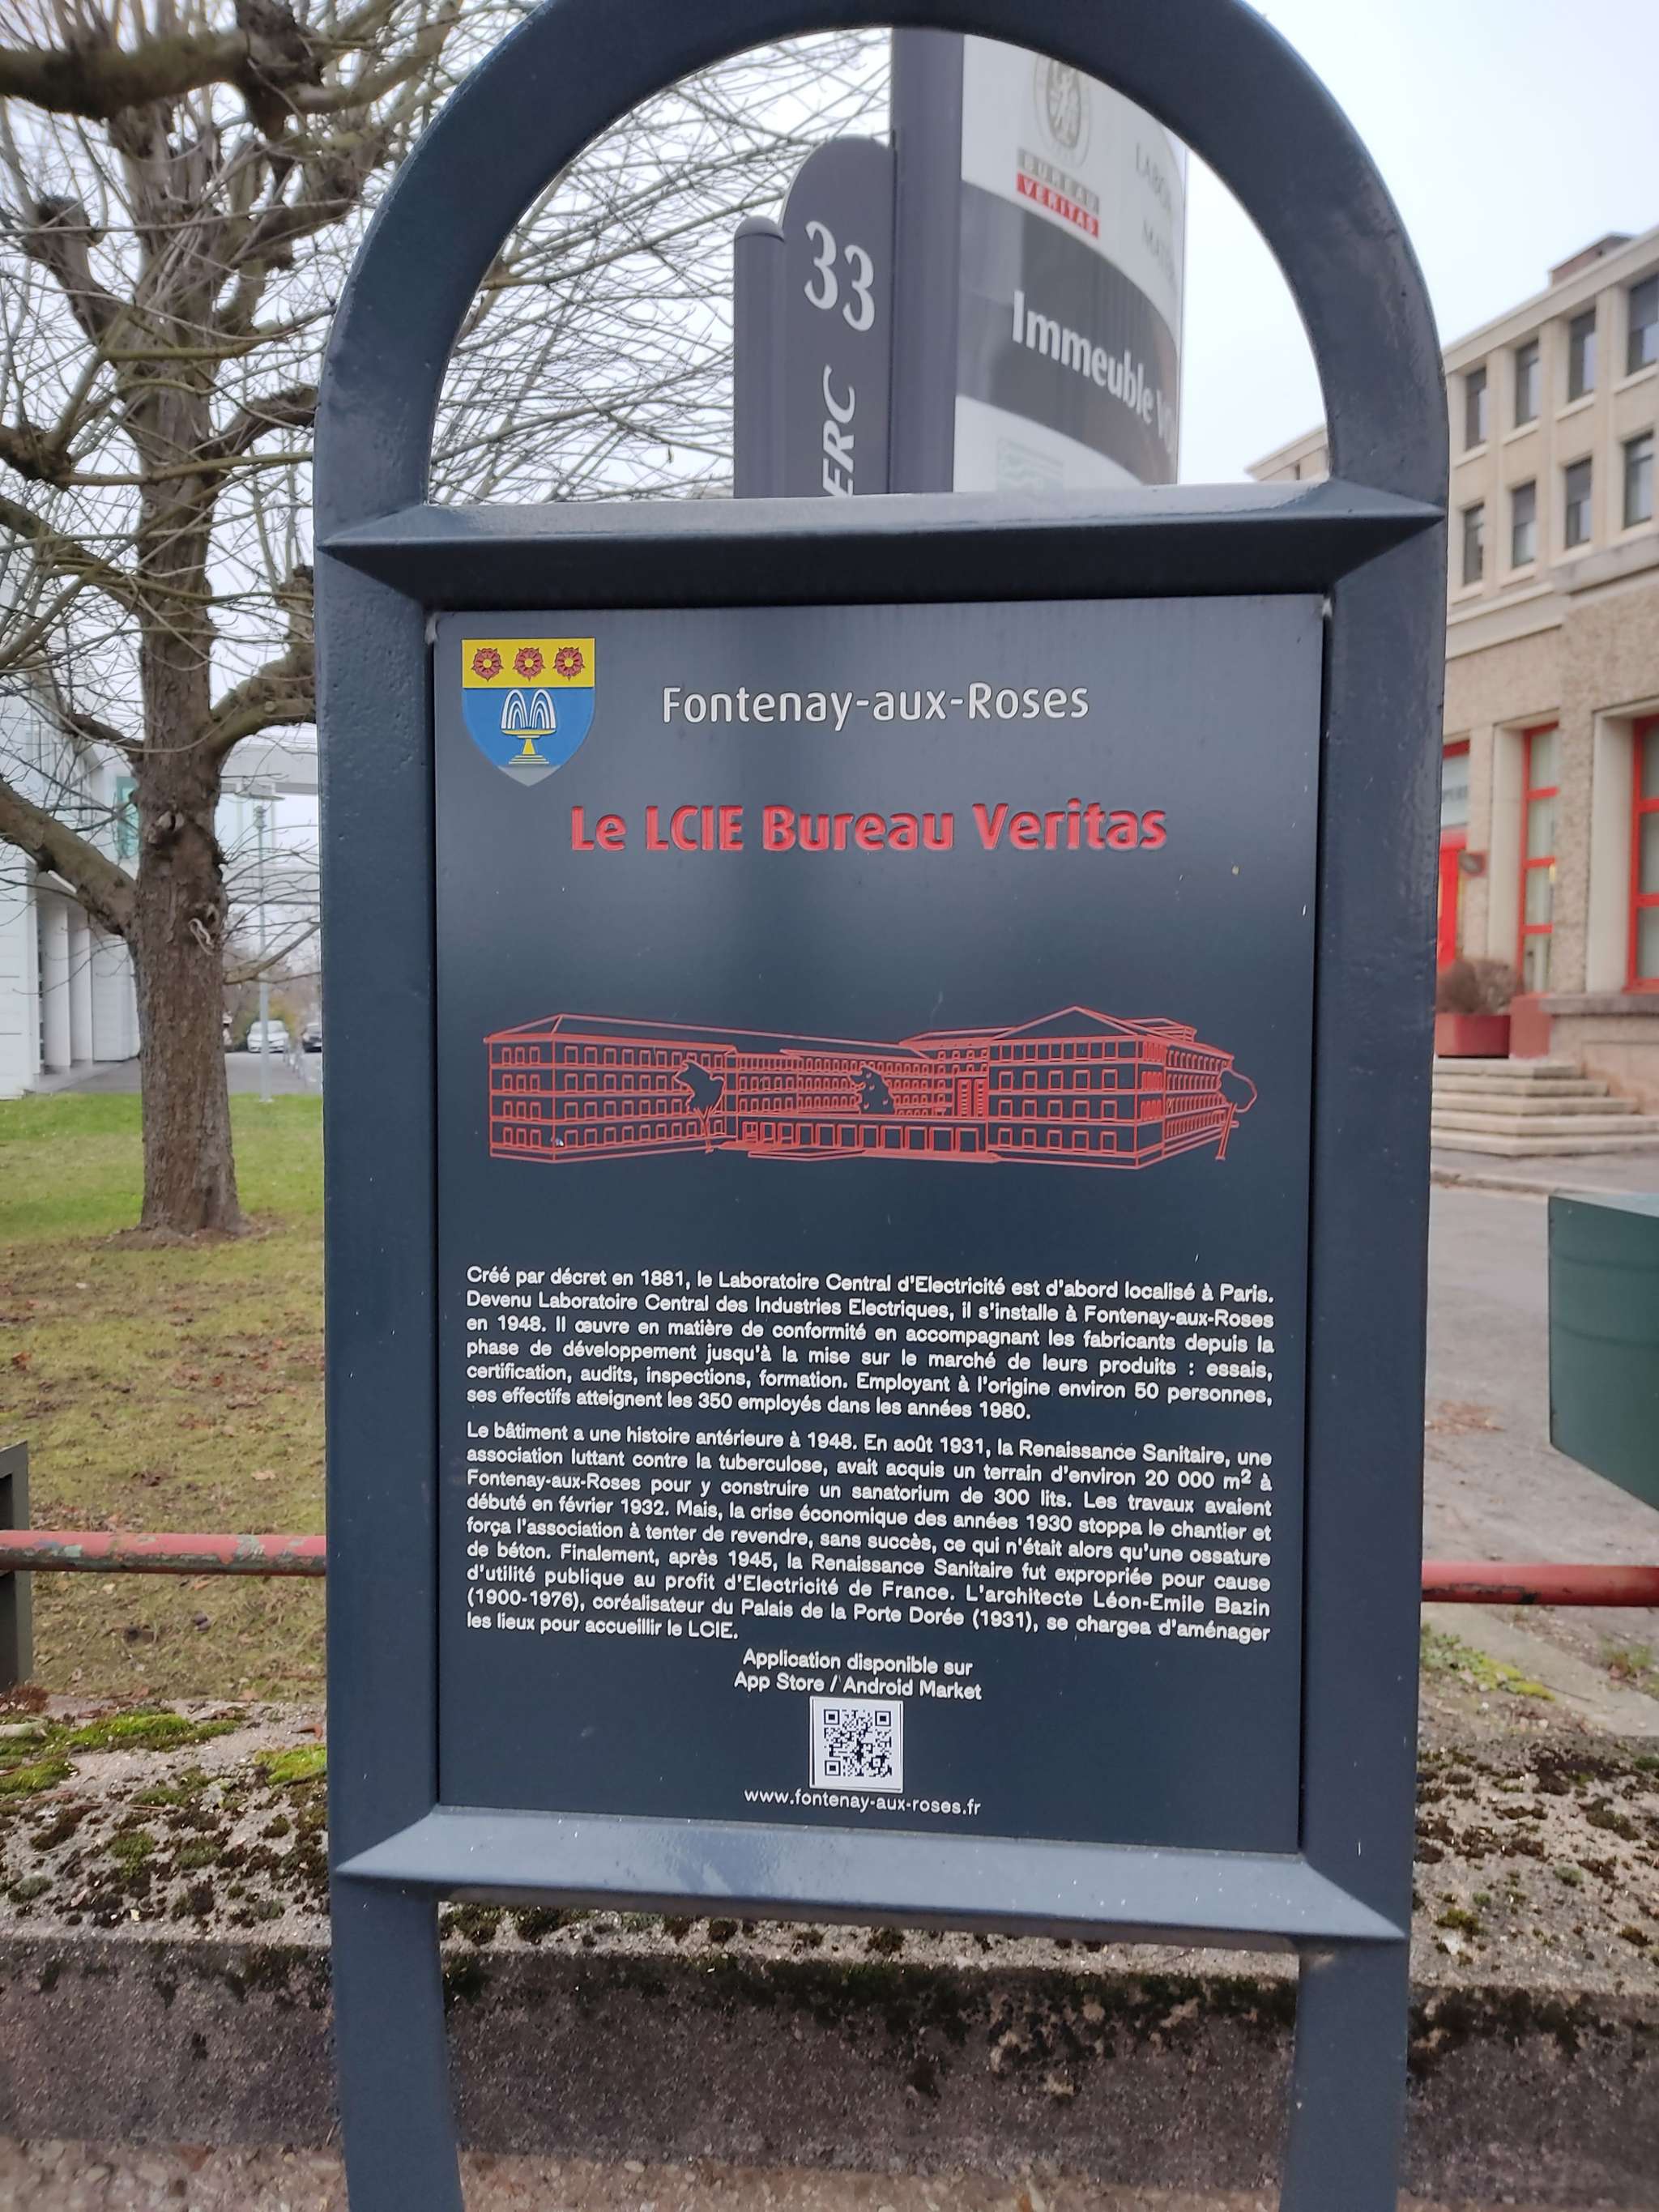 BUREAU
VERITAS
33
ERC
Immeuble
Fontenay-aux-Roses
Le LCIE Bureau Veritas
Créé par décret en 1881, le Laboratoire Central d'Electricité est d'abord localisé à Paris.
Devenu Laboratoire Central des Industries Electriques, il s'installe à Fontenay-aux-Roses
en 1948. Il œuvre en matière de conformité en accompagnant les fabricants depuis la
phase de développement jusqu'à la mise sur le marché de leurs produits : essais,
certification, audits, inspections, formation. Employant à l'origine environ 50 personnes,
ses effectifs atteignent les 350 employés dans les années 1980.
Le bâtiment a une histoire antérieure à 1948. En août 1931, la Renaissance Sanitaire, une
association luttant contre la tuberculose, avait acquis un terrain d'environ 20 000 m² à
Fontenay-aux-Roses pour y construire un sanatorium de 300 lits. Les travaux avaient
débuté en février 1932. Mais, la crise économique des années 1930 stoppa le chantier et
força l'association à tenter de revendre, sans succès, ce qui n'était alors qu'une ossature
de béton. Finalement, après 1945, la Renaissance Sanitaire fut expropriée pour cause
d'utilité publique au profit d'Electricité de France. L'architecte Léon-Emile Bazin
(1900-1976), coréalisateur du Palais de la Porte Dorée (1931), se chargea d'aménager
les lieux pour accueillir le LCIE.
Application disponible sur
App Store / Android Market
www.fontenay-aux-roses.fr